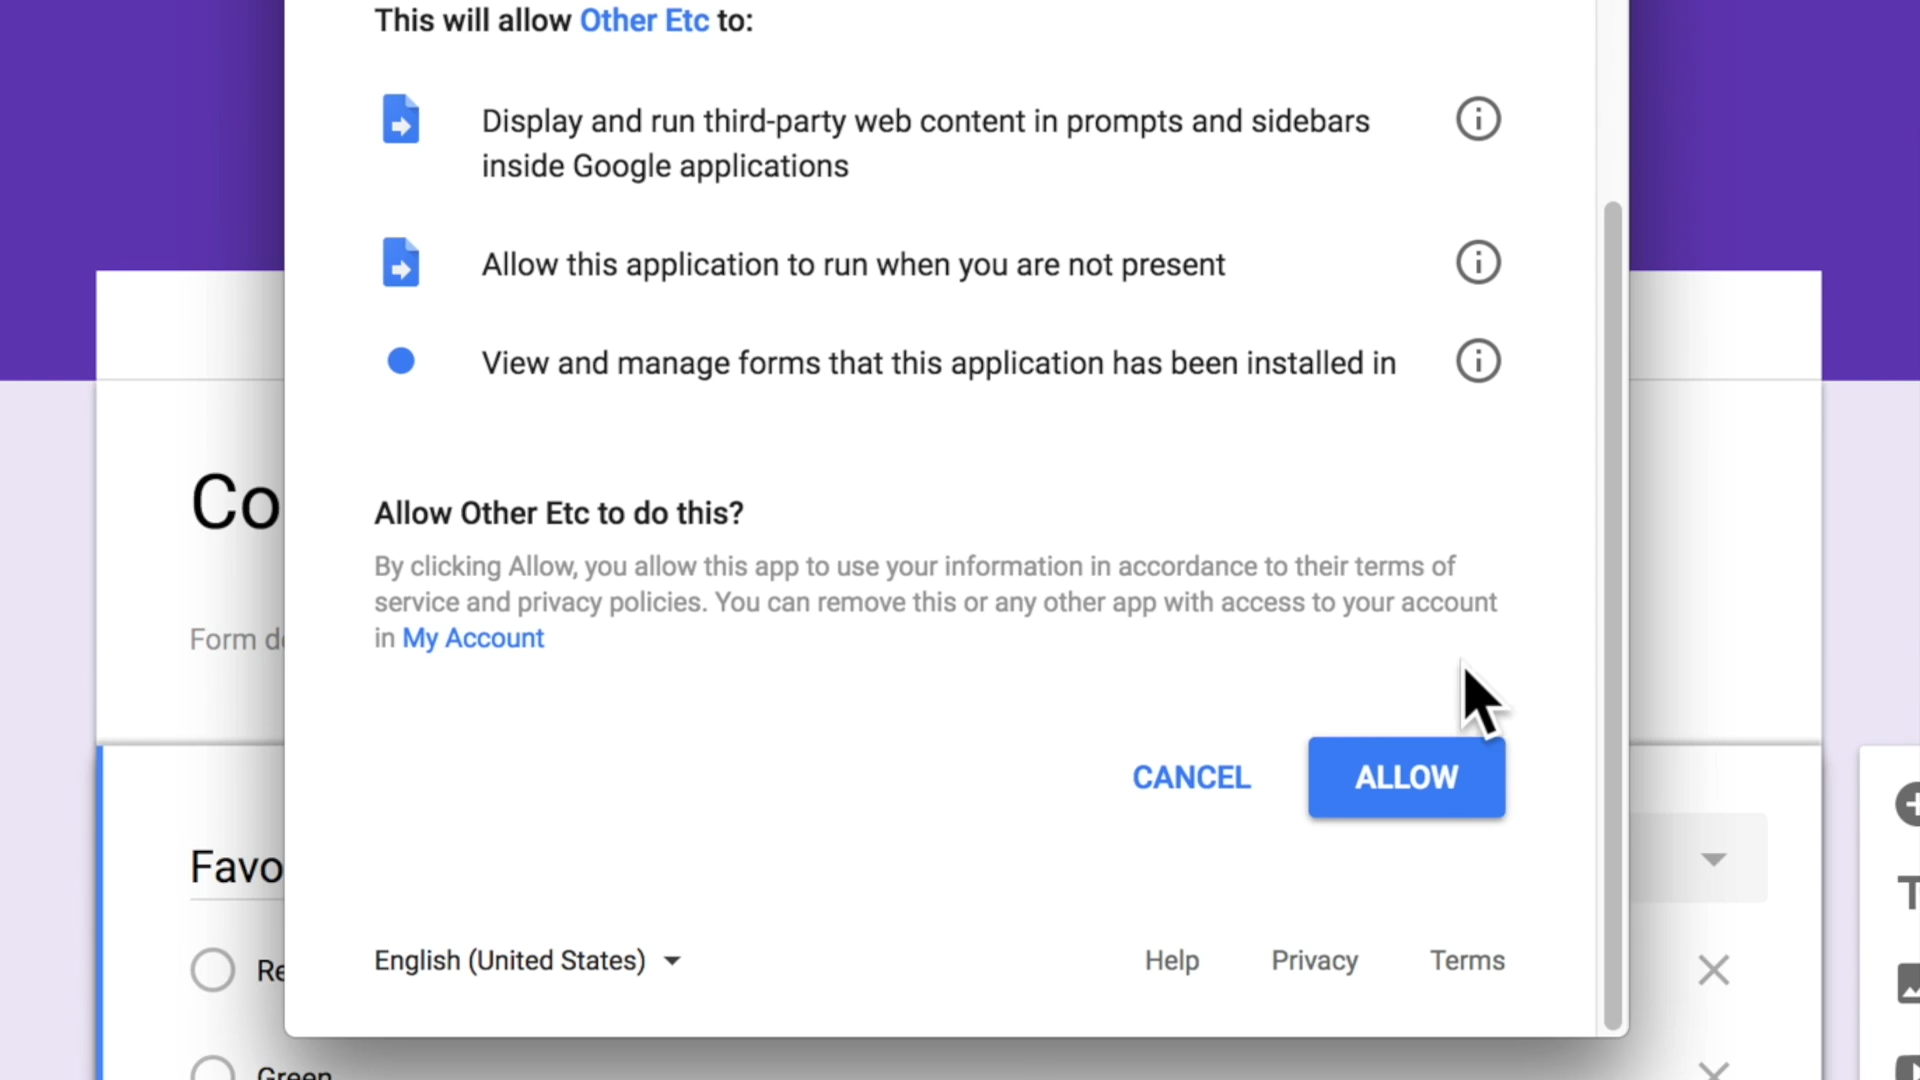 This will allow Other Etc to:
Display and run third-party web content in prompts and sidebars
inside Google applications
Allow this application to run when you are not present
View and manage forms that this application has been installed in
Co
Allow Other Etc to do this?
By clicking Allow, you allow this app to use your information in accordance to their terms of
service and privacy policies. You can remove this or any other app with access to your account
in My Account
Form d
CANCEL
ALLOW
Favo
English (United States)
Help
Privacy
Terms
Re
Green